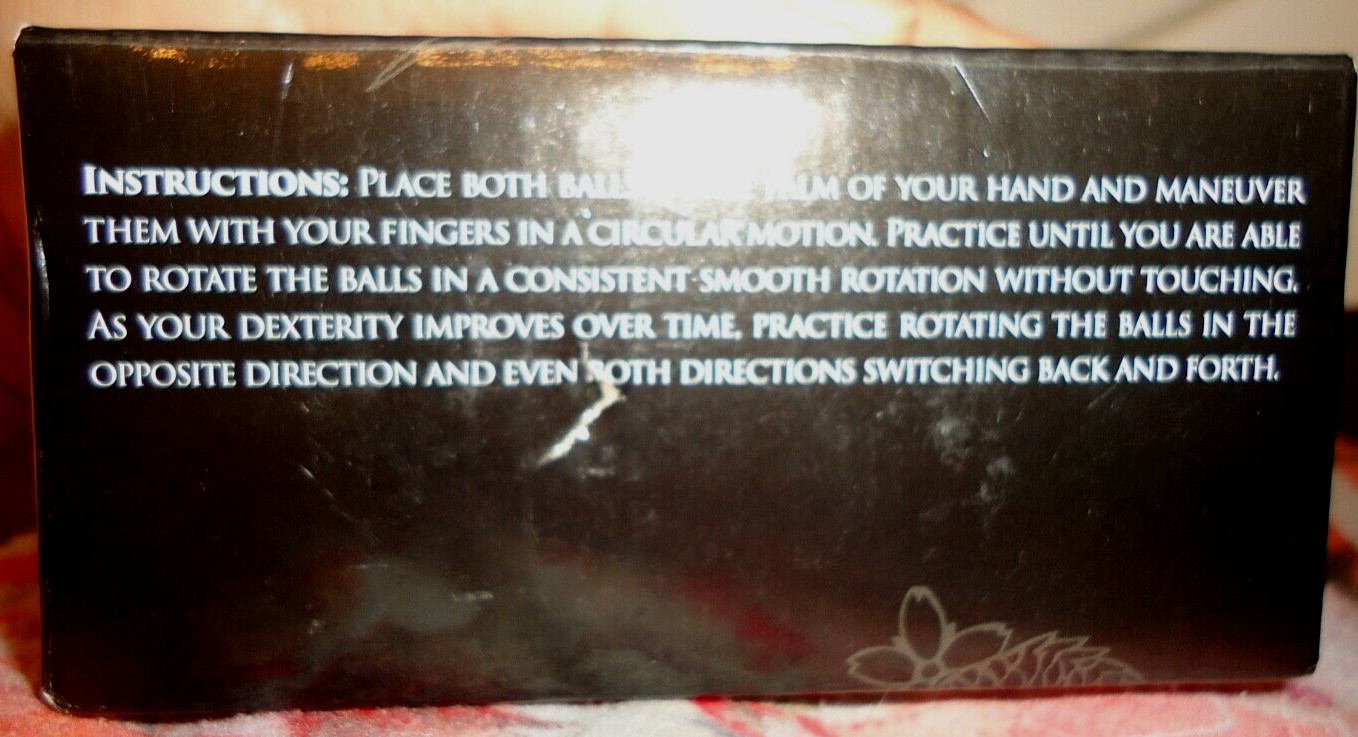 INSTRUCTIONS: PLACE BOTH OF YOUR HAND AND MANEUVER
THEM WITH YOUR FINGERS IN A CIRCULAR MOTION. PRACTICE UNTIL YOU ARE ABLE
TO ROTATE THE BALLS IN A CONSISTENT SMOOTH ROTATION WITHOUT TOUCHING.
AS YOUR DEXTERITY IMPROVES OVER TIME, PRACTICE ROTATING THE BALLS IN THE
OPPOSITE DIRECTION AND EVEN BOTH DIRECTIONS SWITCHING BACK AND FORTH.